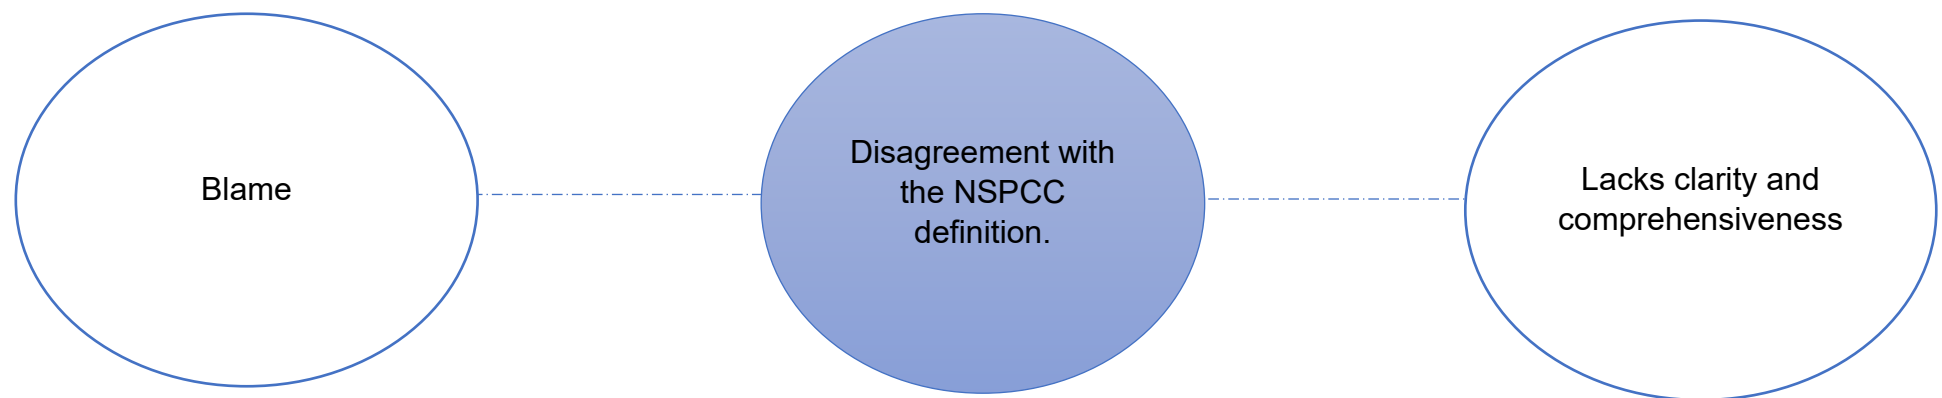 Blame
Disagreement with
the NSPCC
definition.
Lacks clarity and
comprehensiveness